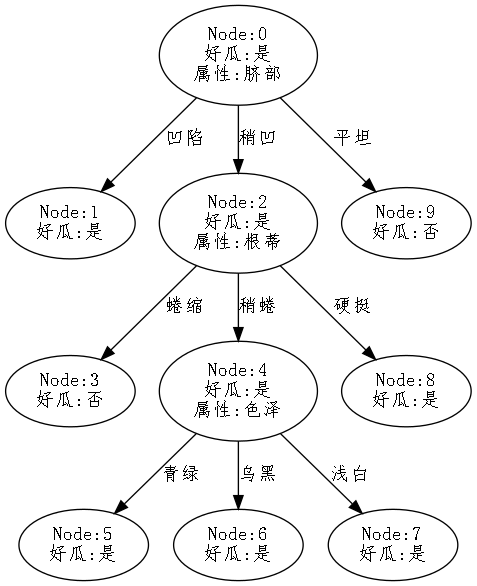 Node:0
好瓜:是
属性:脐部
凹陷
稍凹
平坦
Node:1
好瓜:是
Node:2
好瓜:是
属性:根蒂
Node:9
好瓜:否
蜷缩
稍蜷
硬挺
Node:3
好瓜:否
Node:4
好瓜:是
属性:色泽
Node:8
好瓜:是
青绿
乌黑
浅白
Node:5
好瓜:是
Node:6
好瓜:是
Node:7
好瓜:是